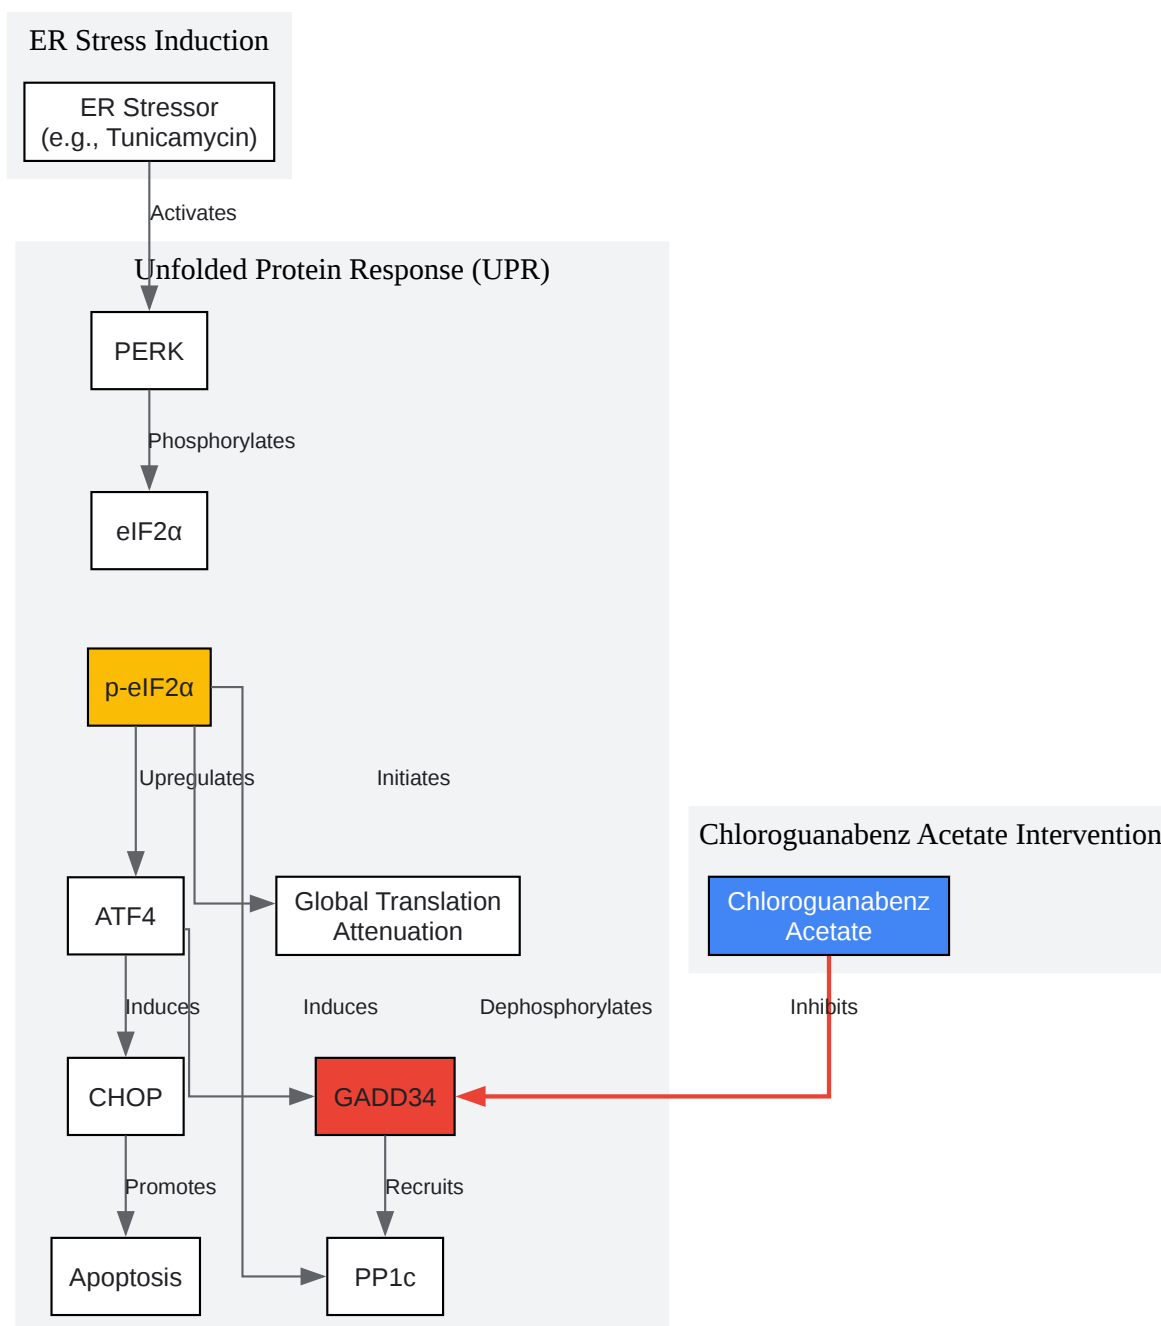 ER Stress Induction
ER Stressor
(e.g., Tunicamycin)
Activates
Unfolded Protein Response (UPR)
PERK
Phosphorylates
eIF2α
p-eIF2α
Upregulates
Initiates
Chloroguanabenz Acetate Intervention
ATF4
Global Translation
Attenuation
Chloroguanabenz
Acetate
Induces
Induces
Dephosphorylates
Inhibits
CHOP
GADD34
Promotes
Recruits
Apoptosis
PP1c